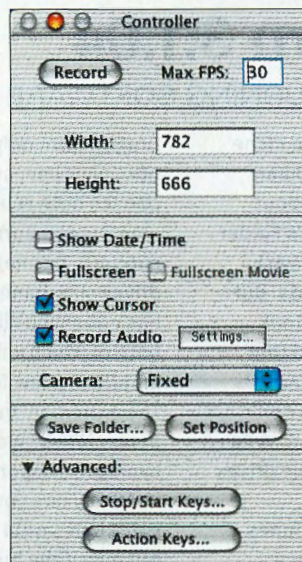 Controller
Record Max FPS: 30
Width: 782
Height: 666
Show Date/Time
Fullscreen Fullscreen Movie
Show Cursor
Record Audio Settings...
Camera: Fixed
Save Folder... Set Position
Advanced:
Stop/Start Keys...
Action Keys...